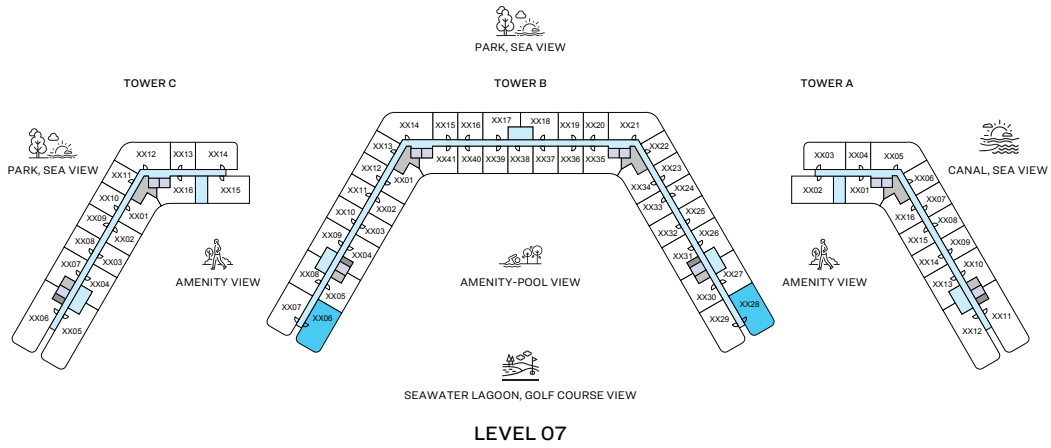 PARK, SEA VIEW
TOWER C
TOWER B
TOWER A
PARK, SEA VIEW
CANAL, SEA VIEW
XX12 XX13 XX14
XX11 XX16 XX15
XX10 XX01
XX09 XX02
XX08 XX03
XX07 XX04
XX06 XX05
XX14 XX15 XX16 XX17 XX18 XX19 XX20 XX21
XX13 XX41 XX40 XX39 XX38 XX37 XX36 XX35 XX22
XX12 XX01 XX34 XX23
XX11 XX02 XX33 XX24
XX10 XX03 XX32 XX25
XX09 XX04 XX31 XX26
XX08 XX05 XX30 XX27
XX07 XX06 XX29 XX28
XX03 XX04 XX05
XX02 XX01 XX06
XX16 XX07
XX15 XX08
XX14 XX09
XX13 XX10
XX12 XX11
AMENITY VIEW
AMENITY-POOL VIEW
AMENITY VIEW
SEAWATER LAGOON, GOLF COURSE VIEW
LEVEL 07